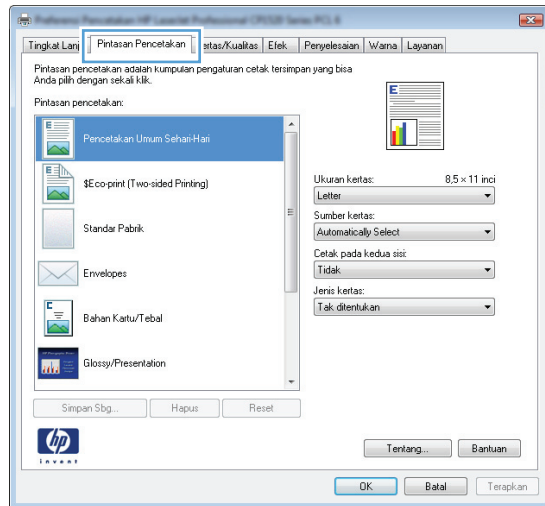 Tingkat Lanj
Pintasan Pencetakan
ertas/Kualitas
Efek
Penyelesaian
Warna
Layanan
Pintasan pencetakan adalah kumpulan pengaturan cetak tersimpan yang bisa
Anda pilih dengan sekali klik.
Pintasan pencetakan:
Pencetakan Umum Sehari-Hari
$Eco-print (Two-sided Printing)
Standar Pabrik
Envelopes
Bahan Kartu/Tebal
Glossy/Presentation
E
Ukuran kertas: 8,5 × 11 inci
Letter
Sumber kertas:
Automatically Select
Cetak pada kedua sisi:
Tidak
Jenis kertas:
Tak ditentukan
Simpan Sbg... Hapus Reset
hp
invent
Tentang... Bantuan
OK Batal Terapkan